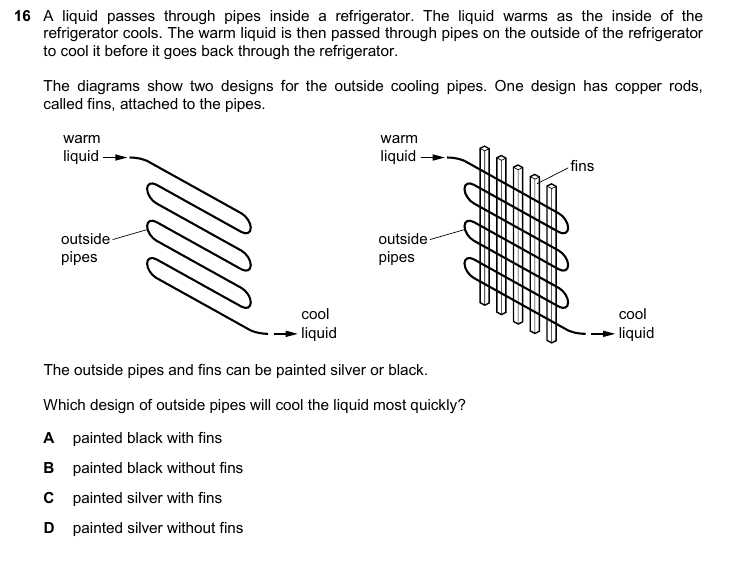 16 A liquid passes through pipes inside a refrigerator. The liquid warms as the inside of the
refrigerator cools. The warm liquid is then passed through pipes on the outside of the refrigerator
to cool it before it goes back through the refrigerator.
The diagrams show two designs for the outside cooling pipes. One design has copper rods,
called fins, attached to the pipes.
warm
liquid
outside
pipes
cool
liquid
warm
liquid
fins
outside
pipes
cool
liquid
The outside pipes and fins can be painted silver or black.
Which design of outside pipes will cool the liquid most quickly?
A painted black with fins
B painted black without fins
C painted silver with fins
D painted silver without fins